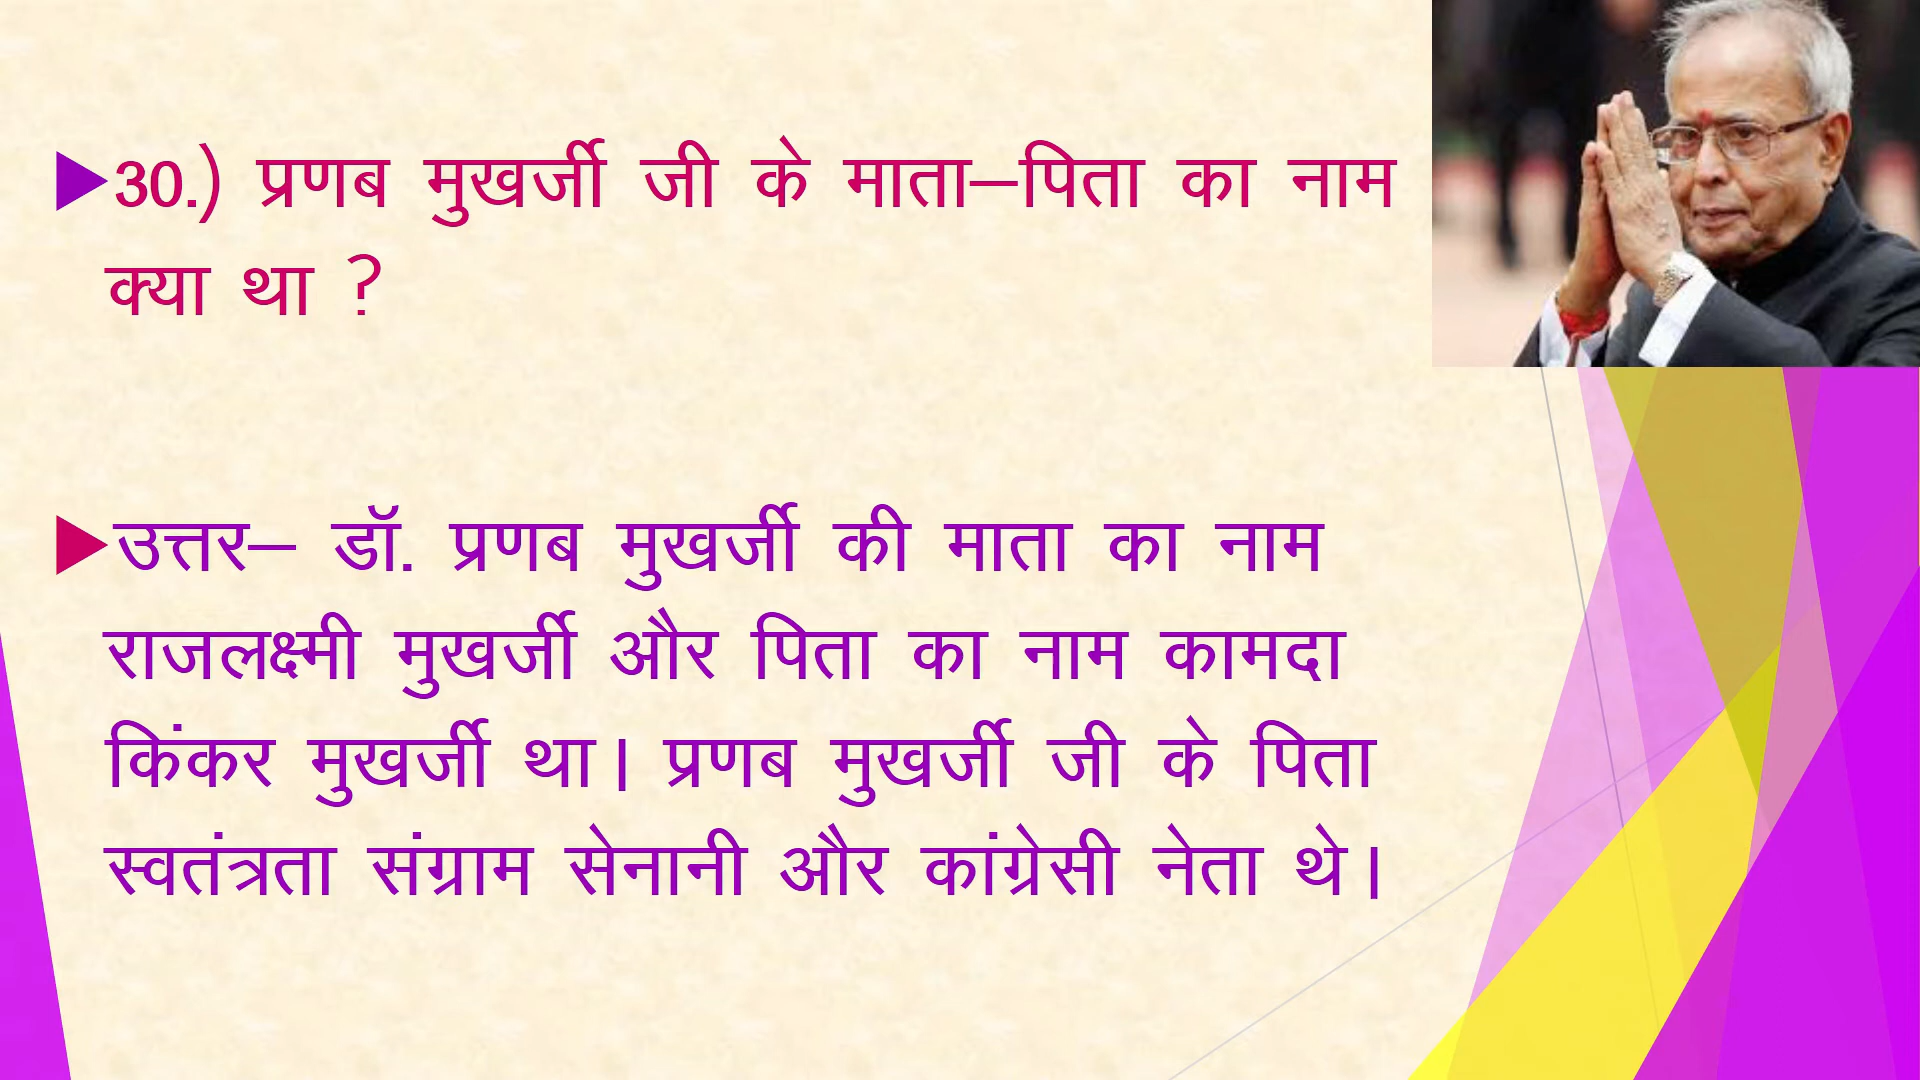 30.) प्रणब मुखर्जी जी के माता–पिता का नाम
क्या था ?
उत्तर– डॉ. प्रणब मुखर्जी की माता का नाम
राजलक्ष्मी मुखर्जी और पिता का नाम कामदा
किंकर मुखर्जी था। प्रणब मुखर्जी जी के पिता
स्वतंत्रता संग्राम सेनानी और कांग्रेसी नेता थे।